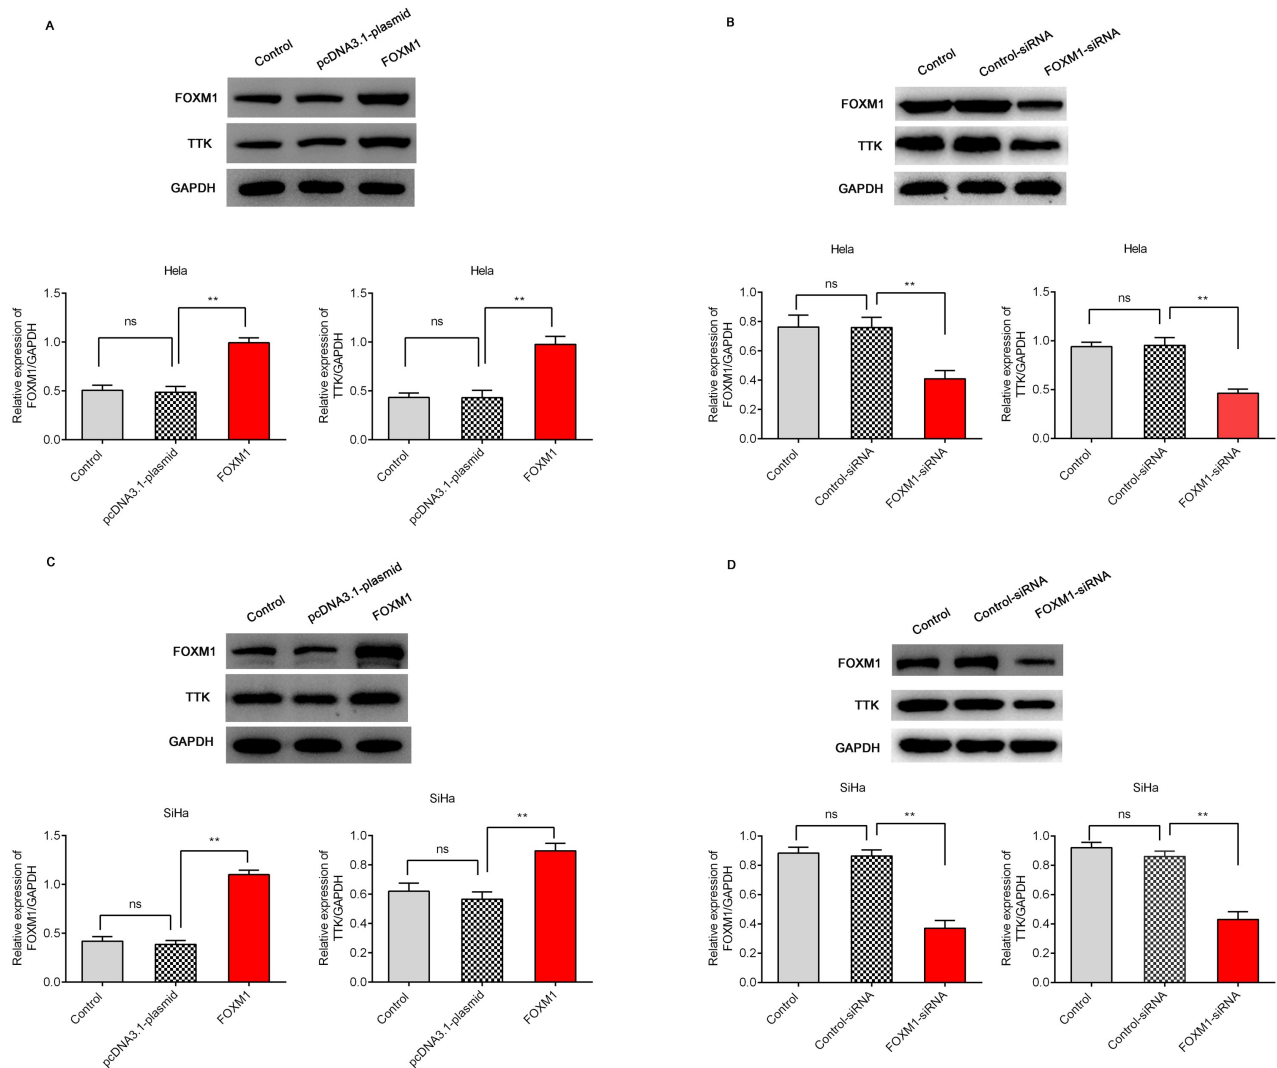 A
Control
pcDNA3.1-plasmid
FOXM1
FOXM1
TTK
GAPDH
Hela
Relative expression of
FOXM1/GAPDH
1.5
1.0
0.5
0.0
ns
**
Control
pcDNA3.1-plasmid
FOXM1
Hela
Relative expression of
TTK/GAPDH
1.5
1.0
0.5
0.0
ns
**
Control
pcDNA3.1-plasmid
FOXM1
B
Control
Control-siRNA
FOXM1-siRNA
FOXM1
TTK
GAPDH
Hela
Relative expression of
FOXM1/GAPDH
1.0
0.8
0.6
0.4
0.2
0.0
ns
**
Control
Control-siRNA
FOXM1-siRNA
Hela
Relative expression of
TTK/GAPDH
1.5
1.0
0.5
0.0
ns
**
Control
Control-siRNA
FOXM1-siRNA
C
Control
pcDNA3.1-plasmid
FOXM1
FOXM1
TTK
GAPDH
SiHa
Relative expression of
FOXM1/GAPDH
1.5
1.0
0.5
0.0
ns
**
Control
pcDNA3.1-plasmid
FOXM1
SiHa
Relative expression of
TTK/GAPDH
1.0
0.8
0.6
0.4
0.2
0.0
ns
**
Control
pcDNA3.1-plasmid
FOXM1
D
Control
Control-siRNA
FOXM1-siRNA
FOXM1
TTK
GAPDH
SiHa
Relative expression of
FOXM1/GAPDH
1.0
0.8
0.6
0.4
0.2
0.0
ns
**
Control
Control-siRNA
FOXM1-siRNA
SiHa
Relative expression of
TTK/GAPDH
1.0
0.8
0.6
0.4
0.2
0.0
ns
**
Control
Control-siRNA
FOXM1-siRNA